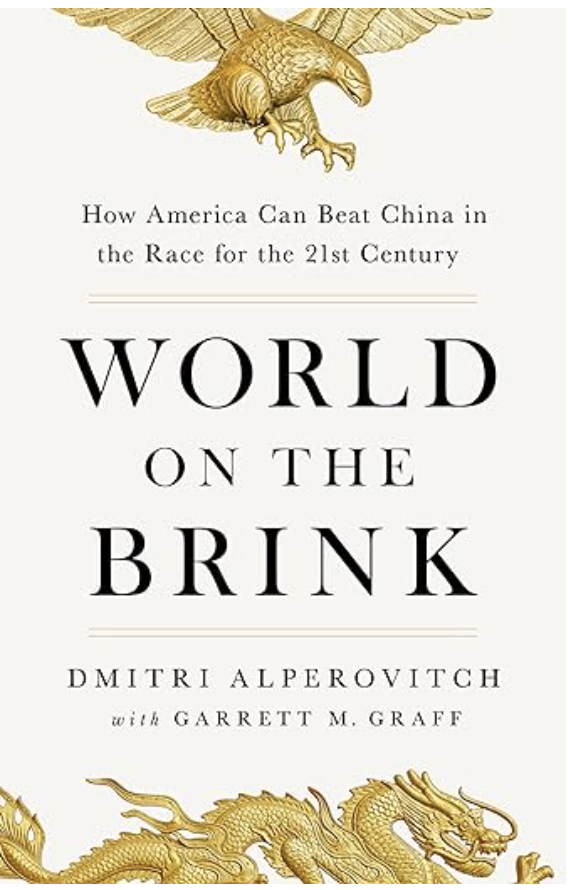 How America Can Beat China in
the Race for the 21st Century
WORLD
ON THE
BRINK
DMITRI ALPEROVITCH
with GARRETT M. GRAFF